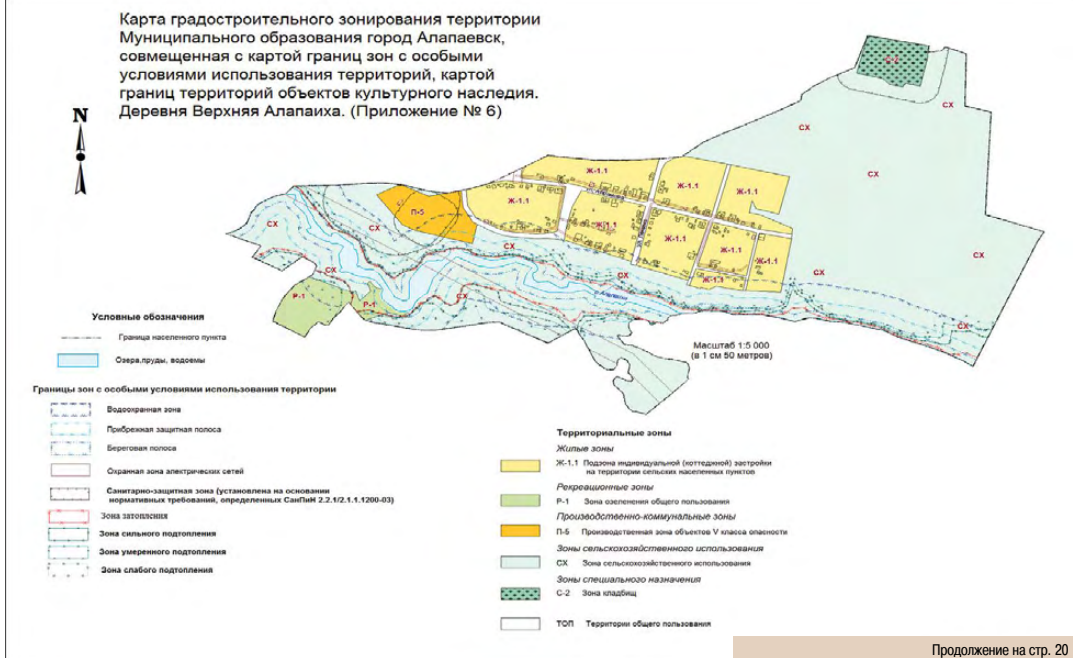 Карта градостроительного зонирования территории
Муниципального образования город Алапаевск,
совмещенная с картой границ зон с особыми
условиями использования территорий, картой
границ территорий объектов культурного наследия.
Деревня Верхняя Алапаиха. (Приложение № 6)
N
С-2
СХ
СХ
СХ
Ж-1.1
Ж-1.1
Ж-1.1
Ж-1.1
П-5
СХ
СХ
СХ
Ж-1.1
Ж-1.1
Ж-1.1
Ж-1.1
Ж-1.1
СХ
СХ
СХ
СХ
СХ
СХ
Р-1
Р-1
Масштаб 1:5 000
(в 1 см 50 метров)
Условные обозначения
Граница населенного пункта
Озера,пруды, водоемы
Границы зон с особыми условиями использования территории
Водоохранная зона
Прибрежная защитная полоса
Береговая полоса
Охранная зона электрических сетей
Санитарно-защитная зона (установлена на основании
нормативных требований, определенных СанПиН 2.2.1/2.1.1.1200-03)
Зона затопления
Зона сильного подтопления
Зона умеренного подтопления
Зона слабого подтопления
Территориальные зоны
Жилые зоны
Ж-1.1 Подзона индивидуальной (коттеджной) застройки
на территории сельских населенных пунктов
Рекреационные зоны
Р-1 Зона озеленения общего пользования
Производственно-коммунальные зоны
П-5 Производственная зона объектов V класса опасности
Зоны сельскохозяйственного использования
СХ Зона сельскохозяйственного использования
Зоны специального назначения
С-2 Зона кладбищ
ТОП Территории общего пользования
Продолжение на стр. 20